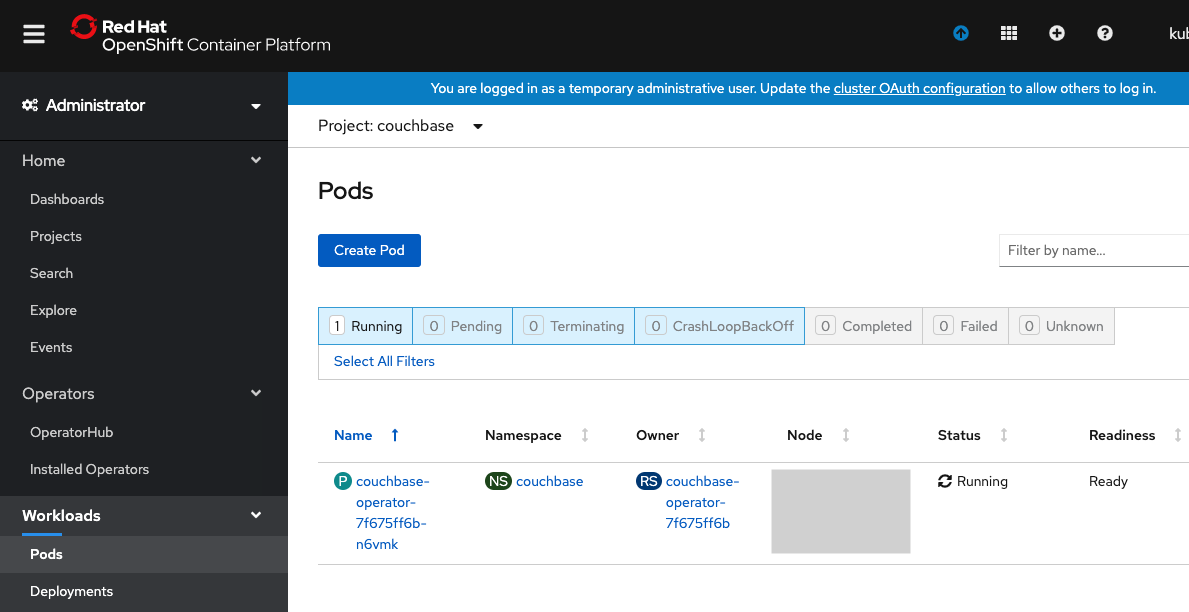 Red Hat
OpenShift Container Platform
Administrator
You are logged in as a temporary administrative user. Update the cluster OAuth configuration to allow others to log in.
Project: couchbase
Home
Dashboards
Projects
Search
Explore
Events
Operators
OperatorHub
Installed Operators
Workloads
Pods
Deployments
Pods
Create Pod
Filter by name...
1 Running 0 Pending 0 Terminating 0 CrashLoopBackOff 0 Completed 0 Failed 0 Unknown
Select All Filters
Name Namespace Owner Node Status Readiness
P couchbase-
operator-
7f675ff6b-
n6vmk
NS couchbase
RS couchbase-
operator-
7f675ff6b
Running
Ready